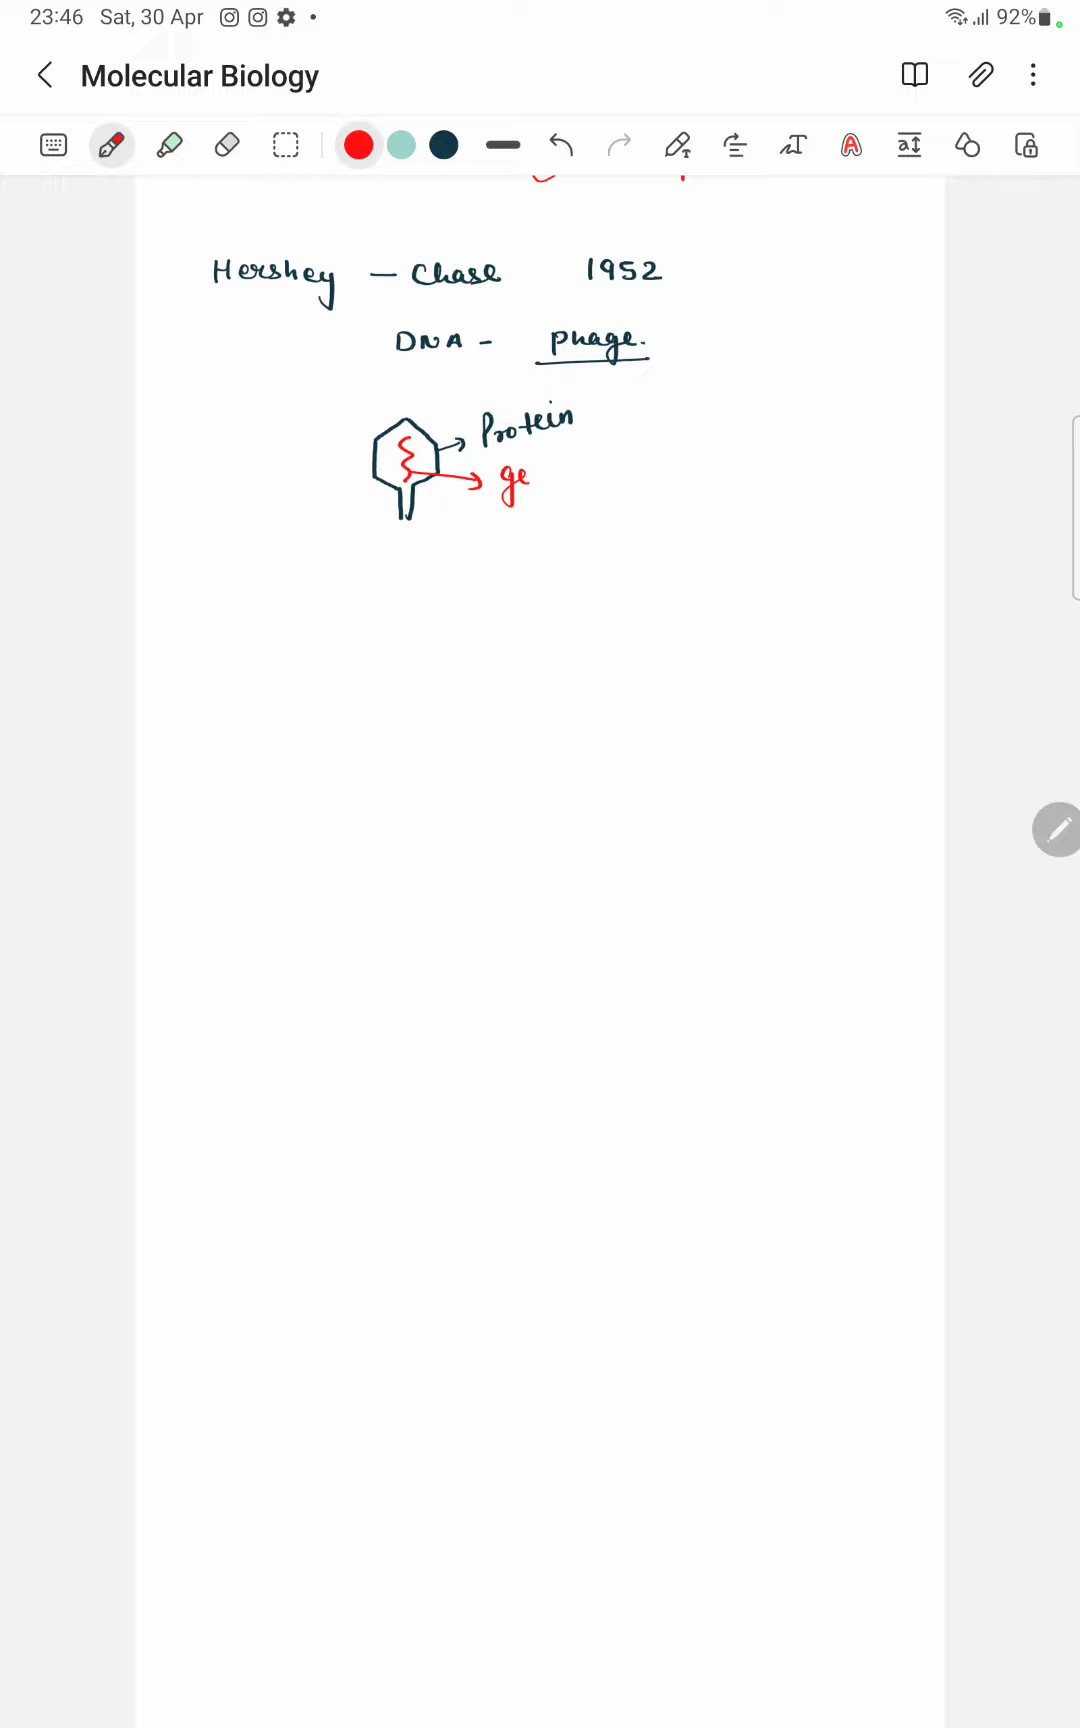 23:46 Sat, 30 Apr 92%
Molecular Biology
Hershey - Chase 1952
DNA - Phage.
Protein
ge